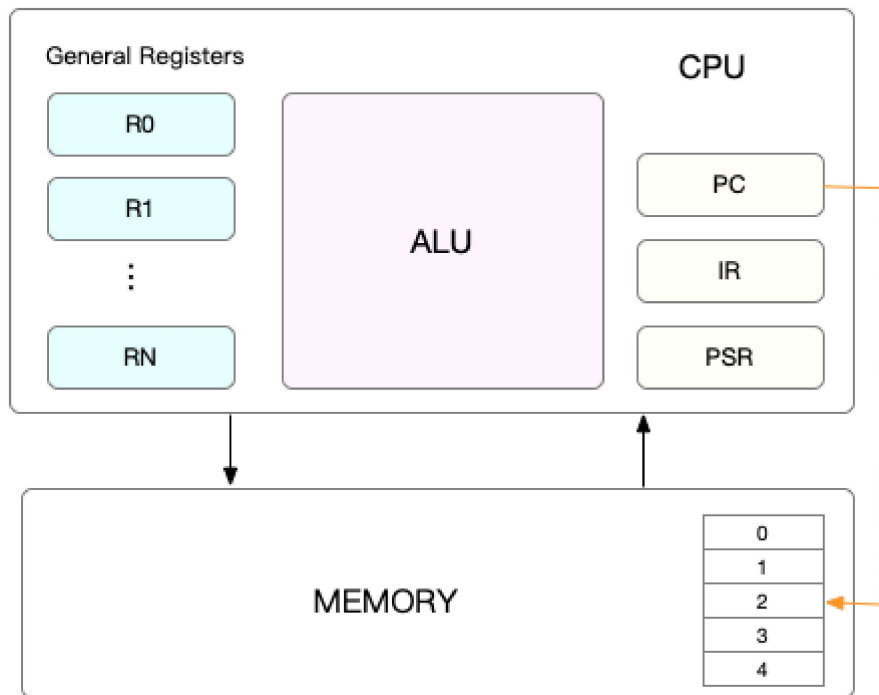 General Registers
CPU
R0
R1
⋮
RN
ALU
PC
IR
PSR
MEMORY
0
1
2
3
4